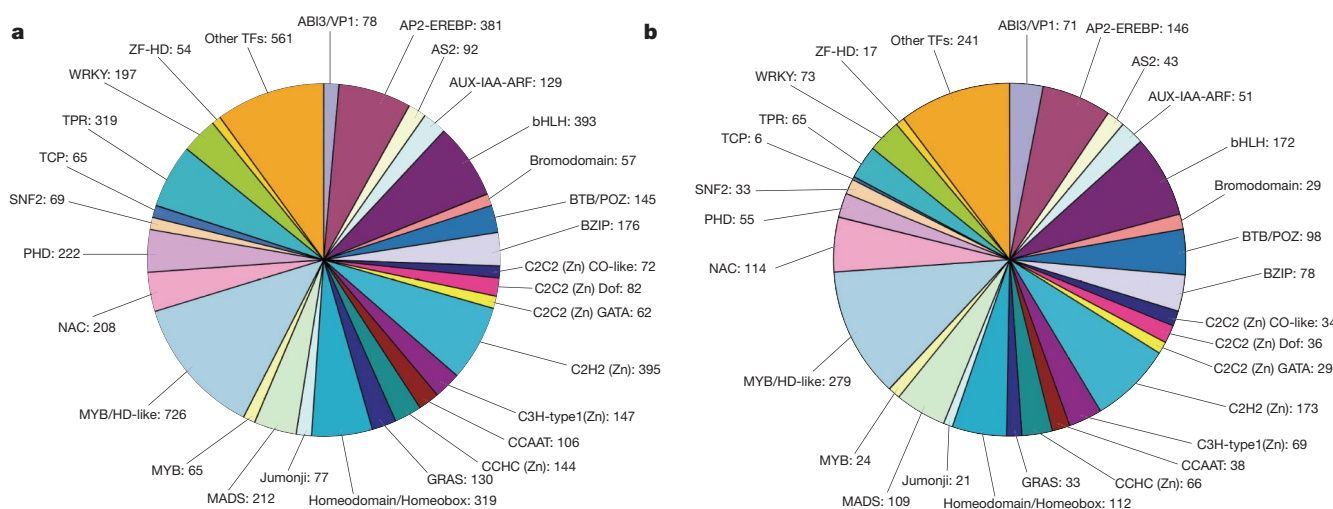 a
ABI3/VP1: 78
AP2-EREBP: 381
AS2: 92
AUX-IAA-ARF: 129
bHLH: 393
Bromodomain: 57
BTB/POZ: 145
BZIP: 176
C2C2 (Zn) CO-like: 72
C2C2 (Zn) Dof: 82
C2C2 (Zn) GATA: 62
C2H2 (Zn): 395
C3H-type1(Zn): 147
CCAAT: 106
CCHC (Zn): 144
GRAS: 130
Homeodomain/Homeobox: 319
Jumonji: 77
MADS: 212
MYB: 65
MYB/HD-like: 726
NAC: 208
PHD: 222
SNF2: 69
TCP: 65
TPR: 319
WRKY: 197
ZF-HD: 54
Other TFs: 561
b
ABI3/VP1: 71
AP2-EREBP: 146
AS2: 43
AUX-IAA-ARF: 51
bHLH: 172
Bromodomain: 29
BTB/POZ: 98
BZIP: 78
C2C2 (Zn) CO-like: 34
C2C2 (Zn) Dof: 36
C2C2 (Zn) GATA: 29
C2H2 (Zn): 173
C3H-type1(Zn): 69
CCAAT: 38
CCHC (Zn): 66
GRAS: 33
Homeodomain/Homeobox: 112
Jumonji: 21
MADS: 109
MYB: 24
MYB/HD-like: 279
NAC: 114
PHD: 55
SNF2: 33
TCP: 6
TPR: 65
WRKY: 73
ZF-HD: 17
Other TFs: 241